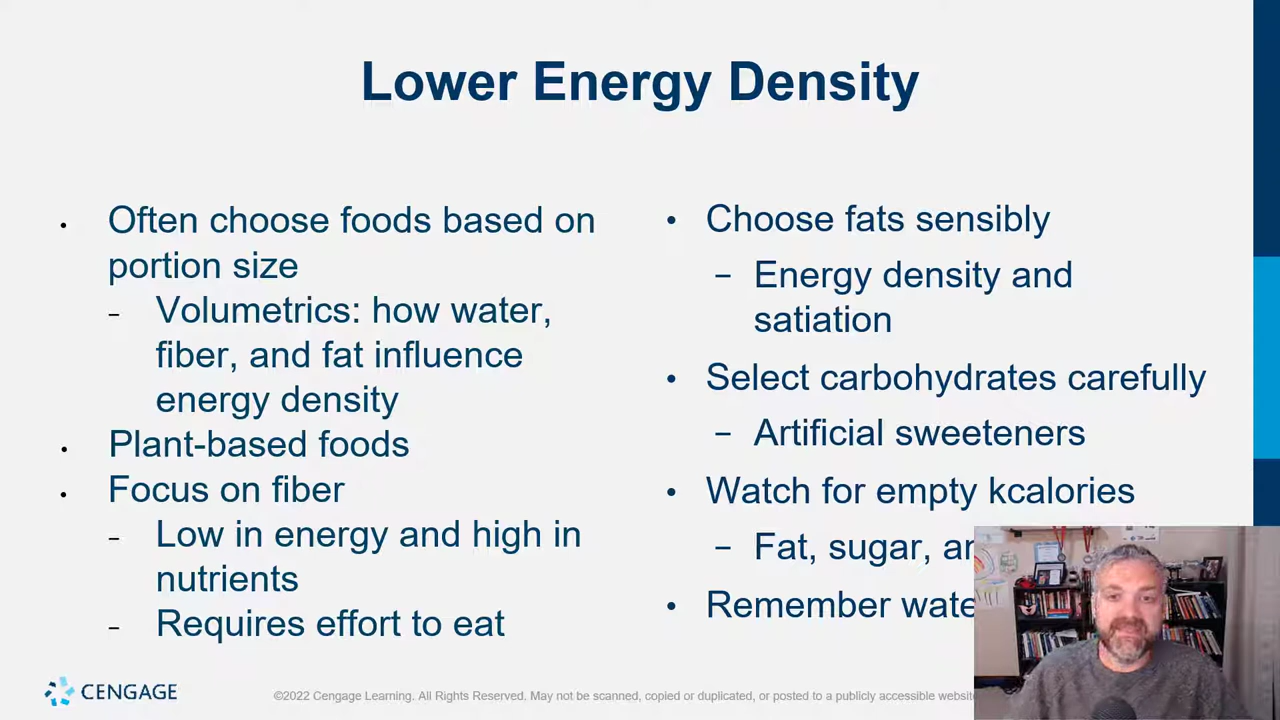 Lower Energy Density
• Often choose foods based on
portion size
– Volumetrics: how water,
fiber, and fat influence
energy density
• Plant-based foods
• Focus on fiber
– Low in energy and high in
nutrients
– Requires effort to eat
• Choose fats sensibly
– Energy density and
satiation
• Select carbohydrates carefully
– Artificial sweeteners
• Watch for empty kcalories
– Fat, sugar,
• Remember
CENGAGE
©2022 Cengage Learning. All Rights Reserved. May not be scanned, copied or duplicated, or posted to a publicly accessible